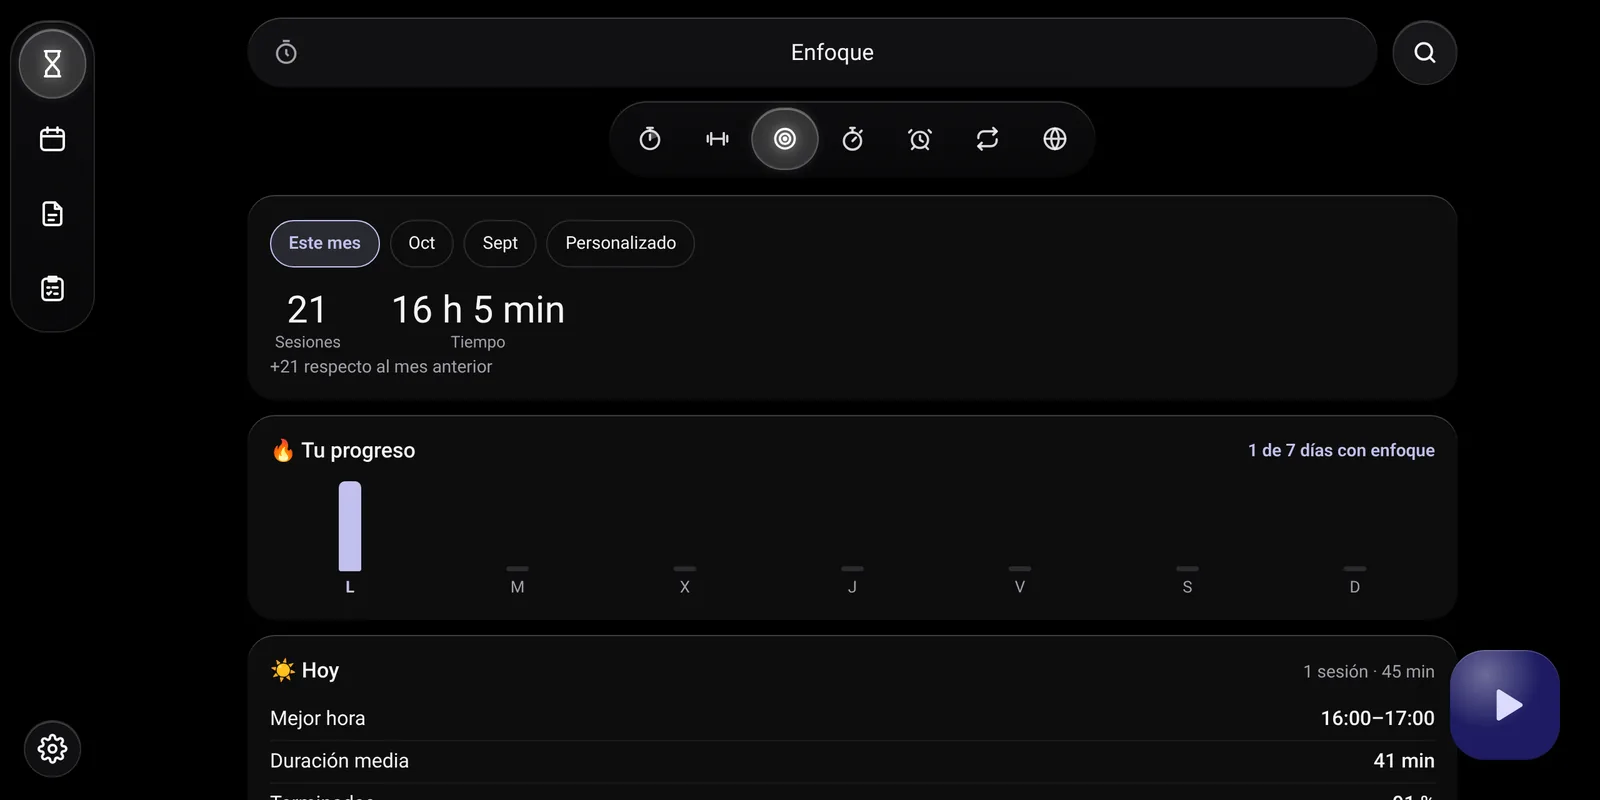 Enfoque
Este mes
Oct
Sept
Personalizado
21
16 h 5 min
Sesiones
Tiempo
+21 respecto al mes anterior
🔥 Tu progreso
1 de 7 días con enfoque
L
M
X
J
V
S
D
☀️ Hoy
1 sesión · 45 min
Mejor hora
16:00–17:00
Duración media
41 min